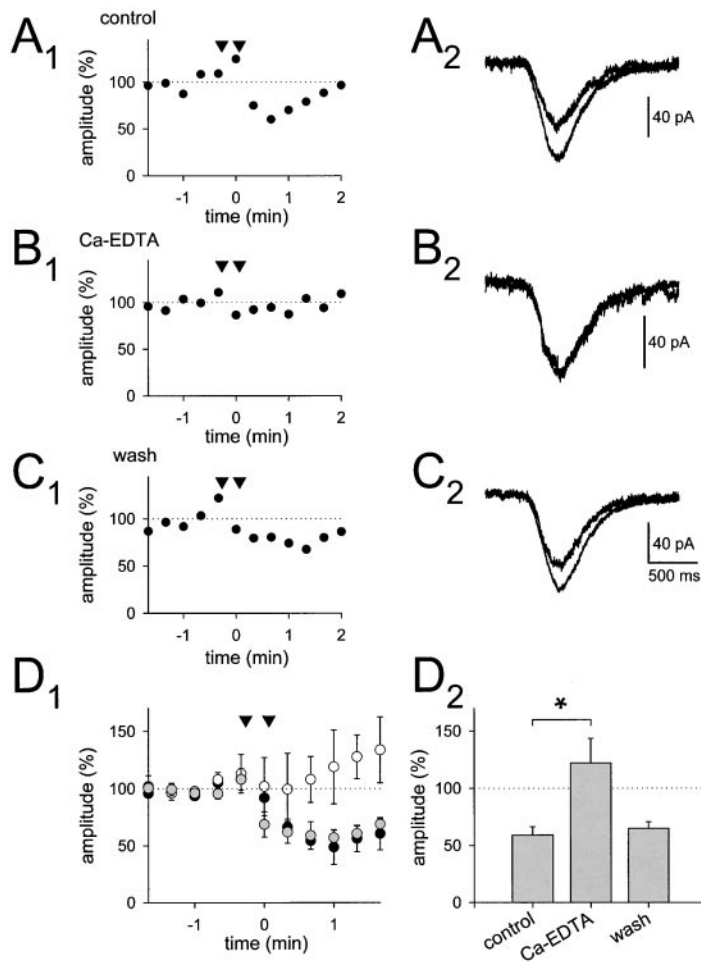 A1
control
amplitude (%)
100
50
0
-1 0 1 2
time (min)
A2
40 pA
B1
Ca-EDTA
amplitude (%)
100
50
0
-1 0 1 2
time (min)
B2
40 pA
C1
wash
amplitude (%)
100
50
0
-1 0 1 2
time (min)
C2
40 pA
500 ms
D1
amplitude (%)
150
100
50
0
-1 0 1
time (min)
D2
amplitude (%)
150
100
50
0
*
control
Ca-EDTA
wash